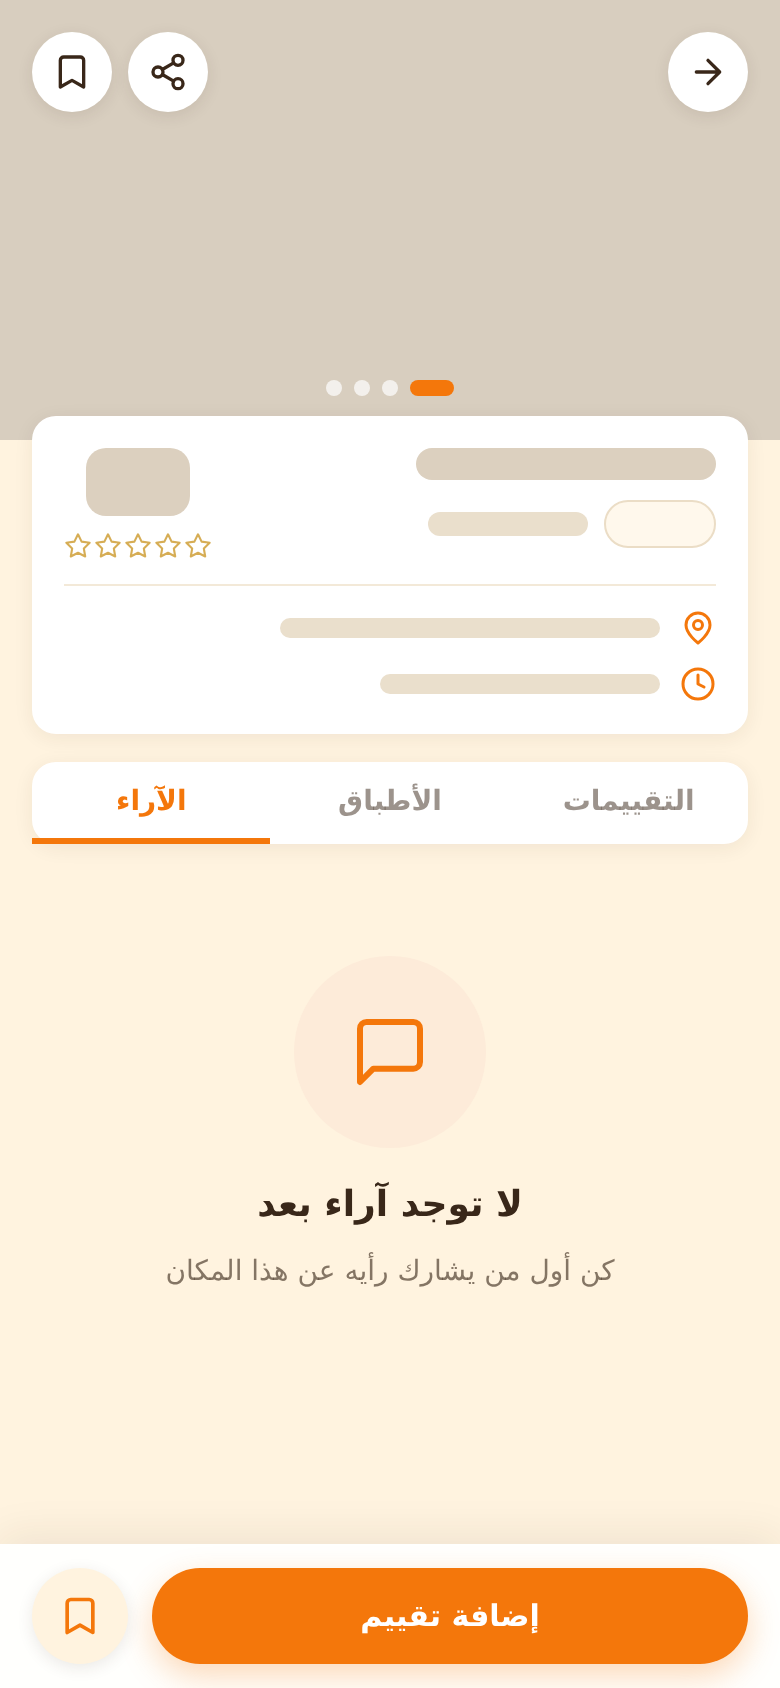 التقييمات
الأطباق
الآراء
لا توجد آراء بعد
كن أول من يشارك رأيه عن هذا المكان
إضافة تقييم